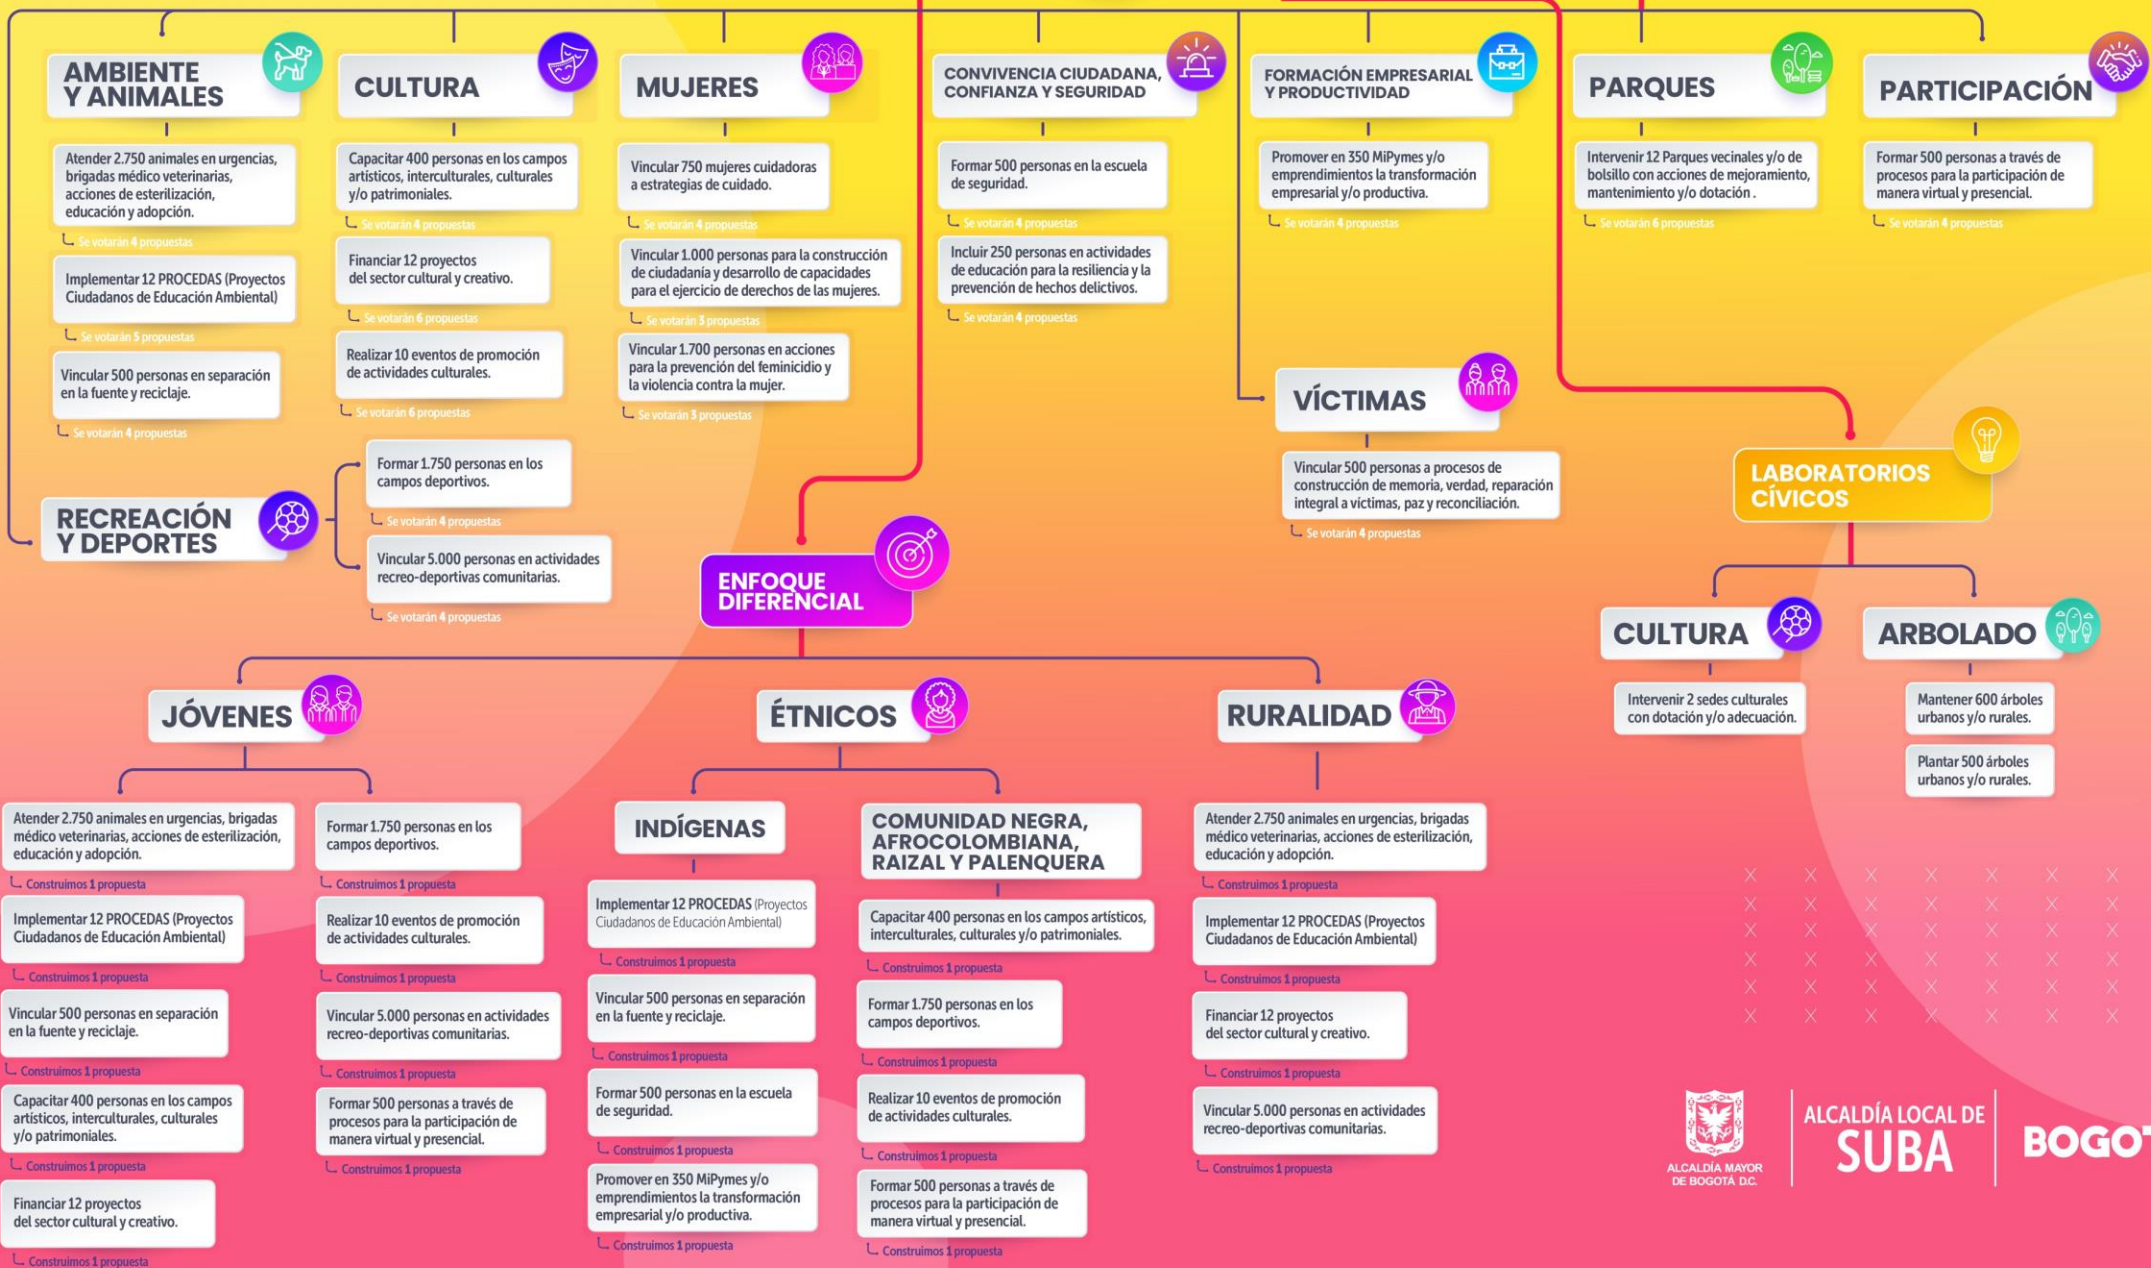 AMBIENTE
Y ANIMALES
Atender 2.750 animales en urgencias,
brigadas médico veterinarias,
acciones de esterilización,
educación y adopción.
Se votarán 4 propuestas
Implementar 12 PROCEDAS (Proyectos
Ciudadanos de Educación Ambiental)
Se votarán 5 propuestas
Vincular 500 personas en separación
en la fuente y reciclaje.
Se votarán 4 propuestas
CULTURA
Capacitar 400 personas en los campos
artísticos, interculturales, culturales
y/o patrimoniales.
Se votarán 4 propuestas
Financiar 12 proyectos
del sector cultural y creativo.
Se votarán 6 propuestas
Realizar 10 eventos de promoción
de actividades culturales.
Se votarán 6 propuestas
MUJERES
Vincular 750 mujeres cuidadoras
a estrategias de cuidado.
Se votarán 4 propuestas
Vincular 1.000 personas para la construcción
de ciudadanía y desarrollo de capacidades
para el ejercicio de derechos de las mujeres.
Se votarán 3 propuestas
Vincular 1.700 personas en acciones
para la prevención del feminicidio y
la violencia contra la mujer.
Se votarán 3 propuestas
CONVIVENCIA CIUDADANA,
CONFIANZA Y SEGURIDAD
Formar 500 personas en la escuela
de seguridad.
Se votarán 4 propuestas
Incluir 250 personas en actividades
de educación para la resiliencia y la
prevención de hechos delictivos.
Se votarán 4 propuestas
FORMACIÓN EMPRESARIAL
Y PRODUCTIVIDAD
Promover en 350 MiPymes y/o
emprendimientos la transformación
empresarial y/o productiva.
Se votarán 4 propuestas
PARQUES
Intervenir 12 Parques vecinales y/o de
bolsillo con acciones de mejoramiento,
mantenimiento y/o dotación .
Se votarán 6 propuestas
PARTICIPACIÓN
Formar 500 personas a través de
procesos para la participación de
manera virtual y presencial.
Se votarán 4 propuestas
RECREACIÓN
Y DEPORTES
Formar 1.750 personas en los
campos deportivos.
Se votarán 4 propuestas
Vincular 5.000 personas en actividades
recreo-deportivas comunitarias.
Se votarán 4 propuestas
VÍCTIMAS
Vincular 500 personas a procesos de
construcción de memoria, verdad, reparación
integral a víctimas, paz y reconciliación.
Se votarán 4 propuestas
LABORATORIOS
CÍVICOS
CULTURA
Intervenir 2 sedes culturales
con dotación y/o adecuación.
ARBOLADO
Mantener 600 árboles
urbanos y/o rurales.
Plantar 500 árboles
urbanos y/o rurales.
ENFOQUE
DIFERENCIAL
JÓVENES
Atender 2.750 animales en urgencias, brigadas
médico veterinarias, acciones de esterilización,
educación y adopción.
Construimos 1 propuesta
Implementar 12 PROCEDAS (Proyectos
Ciudadanos de Educación Ambiental)
Construimos 1 propuesta
Vincular 500 personas en separación
en la fuente y reciclaje.
Construimos 1 propuesta
Capacitar 400 personas en los campos
artísticos, interculturales, culturales
y/o patrimoniales.
Construimos 1 propuesta
Financiar 12 proyectos
del sector cultural y creativo.
Construimos 1 propuesta
Formar 1.750 personas en los
campos deportivos.
Construimos 1 propuesta
Realizar 10 eventos de promoción
de actividades culturales.
Construimos 1 propuesta
Vincular 5.000 personas en actividades
recreo-deportivas comunitarias.
Construimos 1 propuesta
Formar 500 personas a través de
procesos para la participación de
manera virtual y presencial.
Construimos 1 propuesta
ÉTNICOS
INDÍGENAS
Implementar 12 PROCEDAS (Proyectos
Ciudadanos de Educación Ambiental)
Construimos 1 propuesta
Vincular 500 personas en separación
en la fuente y reciclaje.
Construimos 1 propuesta
Formar 500 personas en la escuela
de seguridad.
Construimos 1 propuesta
Promover en 350 MiPymes y/o
emprendimientos la transformación
empresarial y/o productiva.
Construimos 1 propuesta
COMUNIDAD NEGRA,
AFROCOLOMBIANA,
RAIZAL Y PALENQUERA
Capacitar 400 personas en los campos artísticos,
interculturales, culturales y/o patrimoniales.
Construimos 1 propuesta
Formar 1.750 personas en los
campos deportivos.
Construimos 1 propuesta
Realizar 10 eventos de promoción
de actividades culturales.
Construimos 1 propuesta
Formar 500 personas a través de
procesos para la participación de
manera virtual y presencial.
Construimos 1 propuesta
RURALIDAD
Atender 2.750 animales en urgencias, brigadas
médico veterinarias, acciones de esterilización,
educación y adopción.
Construimos 1 propuesta
Implementar 12 PROCEDAS (Proyectos
Ciudadanos de Educación Ambiental)
Construimos 1 propuesta
Financiar 12 proyectos
del sector cultural y creativo.
Construimos 1 propuesta
Vincular 5.000 personas en actividades
recreo-deportivas comunitarias.
Construimos 1 propuesta
ALCALDÍA MAYOR
DE BOGOTÁ D.C.
ALCALDÍA LOCAL DE
SUBA
BOGOT